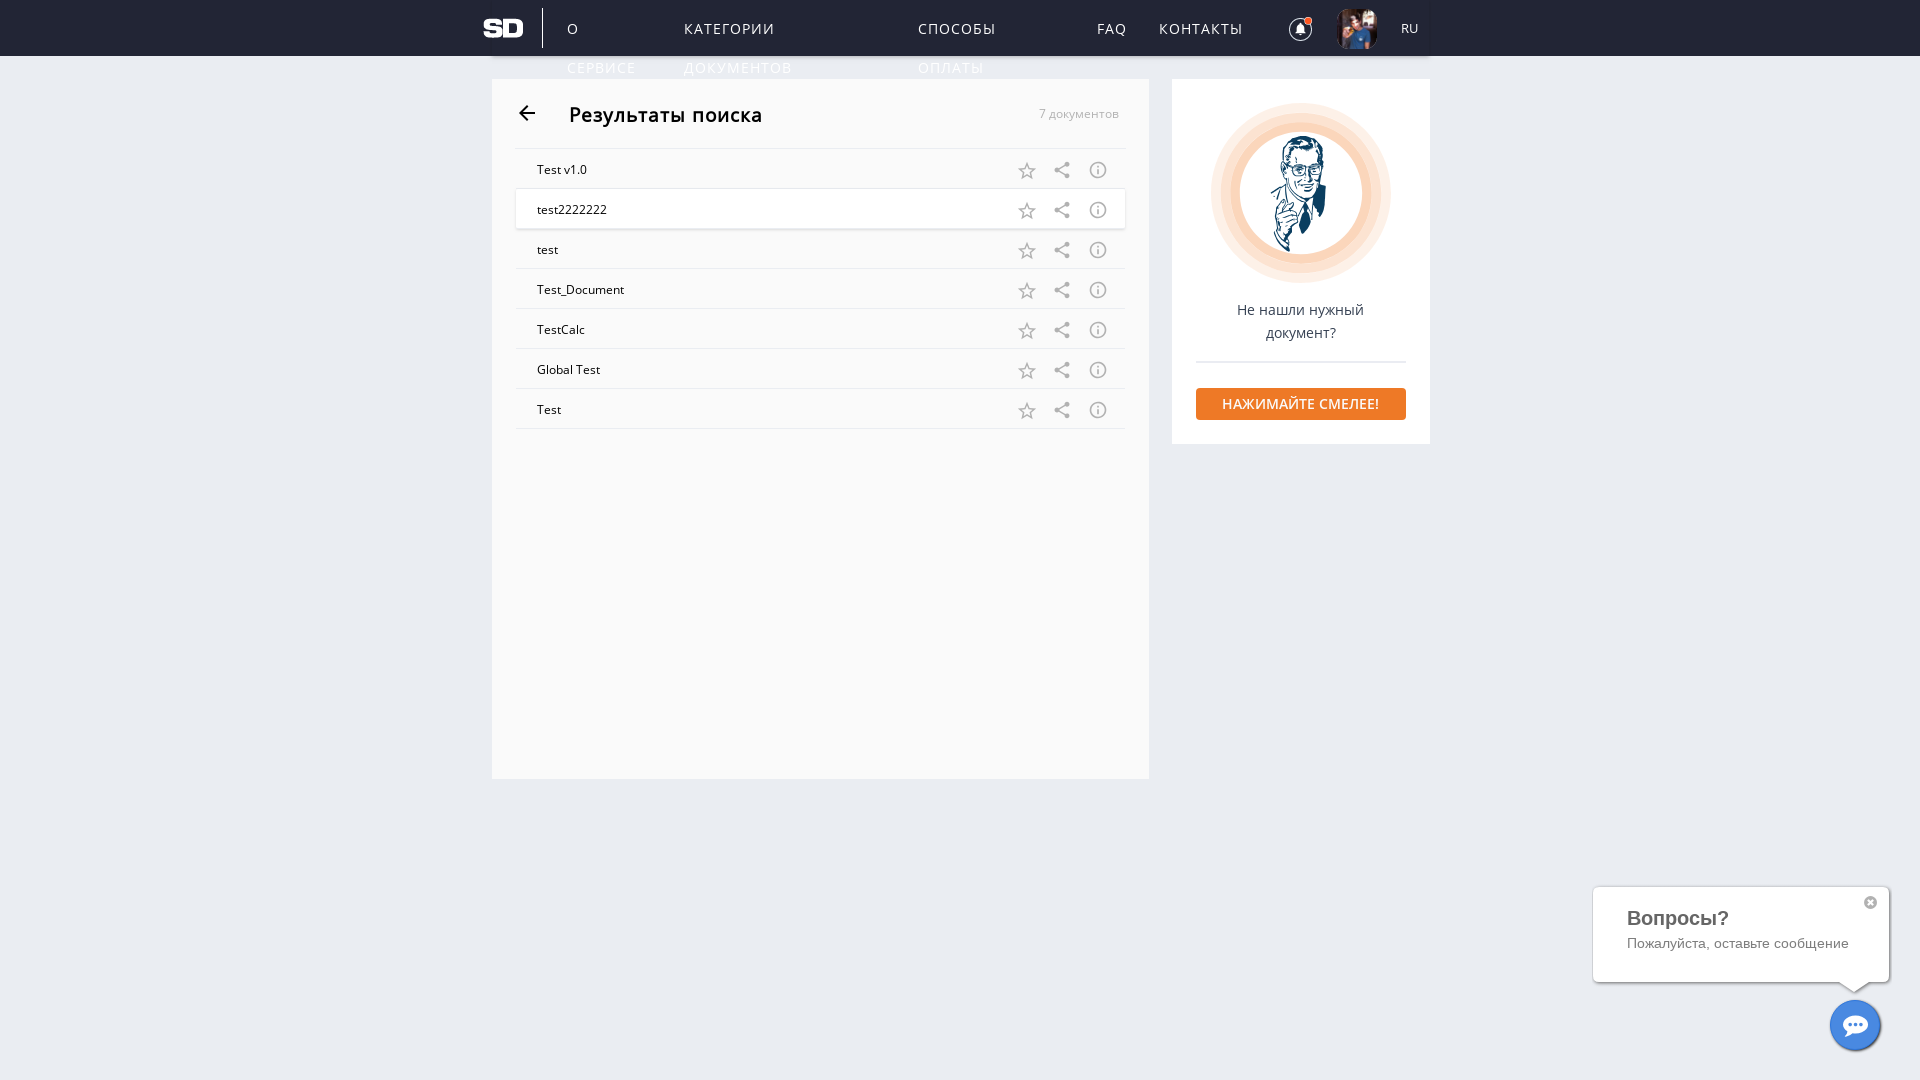 SD
О СЕРВИСЕ
КАТЕГОРИИ ДОКУМЕНТОВ
СПОСОБЫ ОПЛАТЫ
FAQ
КОНТАКТЫ
RU
Результаты поиска
7 документов
Test v1.0
test2222222
test
Test_Document
TestCalc
Global Test
Test
Не нашли нужный
документ?
НАЖИМАЙТЕ СМЕЛЕЕ!
Вопросы?
Пожалуйста, оставьте сообщение